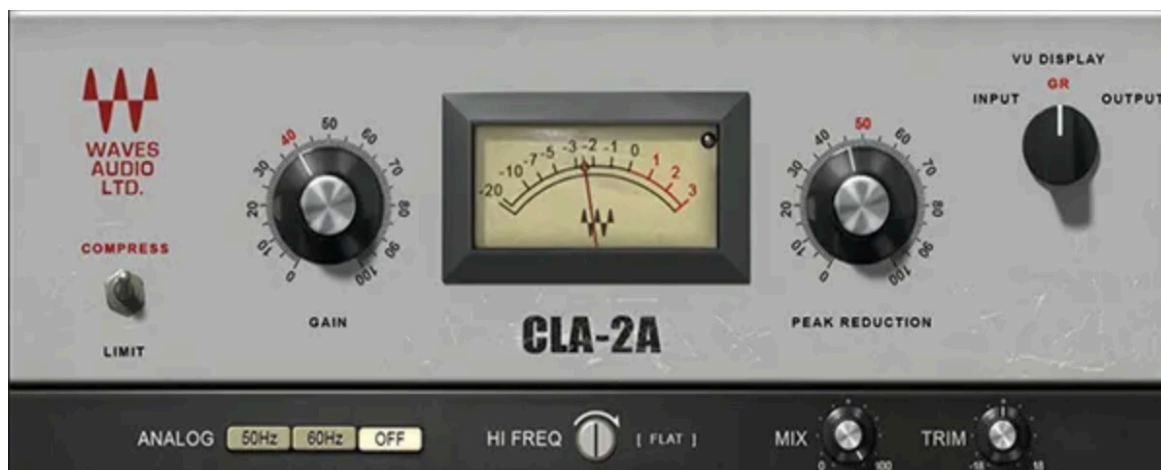 WAVES
AUDIO
LTD.
COMPRESS
LIMIT
0 10 20 30 40 50 60 70 80 90 100
GAIN
-20 -10 -7 -5 -3 -2 -1 0 1 2 3
CLA-2A
0 10 20 30 40 50 60 70 80 90 100
PEAK REDUCTION
VU DISPLAY
GR
INPUT OUTPUT
ANALOG 50Hz 60Hz OFF HI FREQ [ FLAT ] MIX TRIM
0 100 -18 18